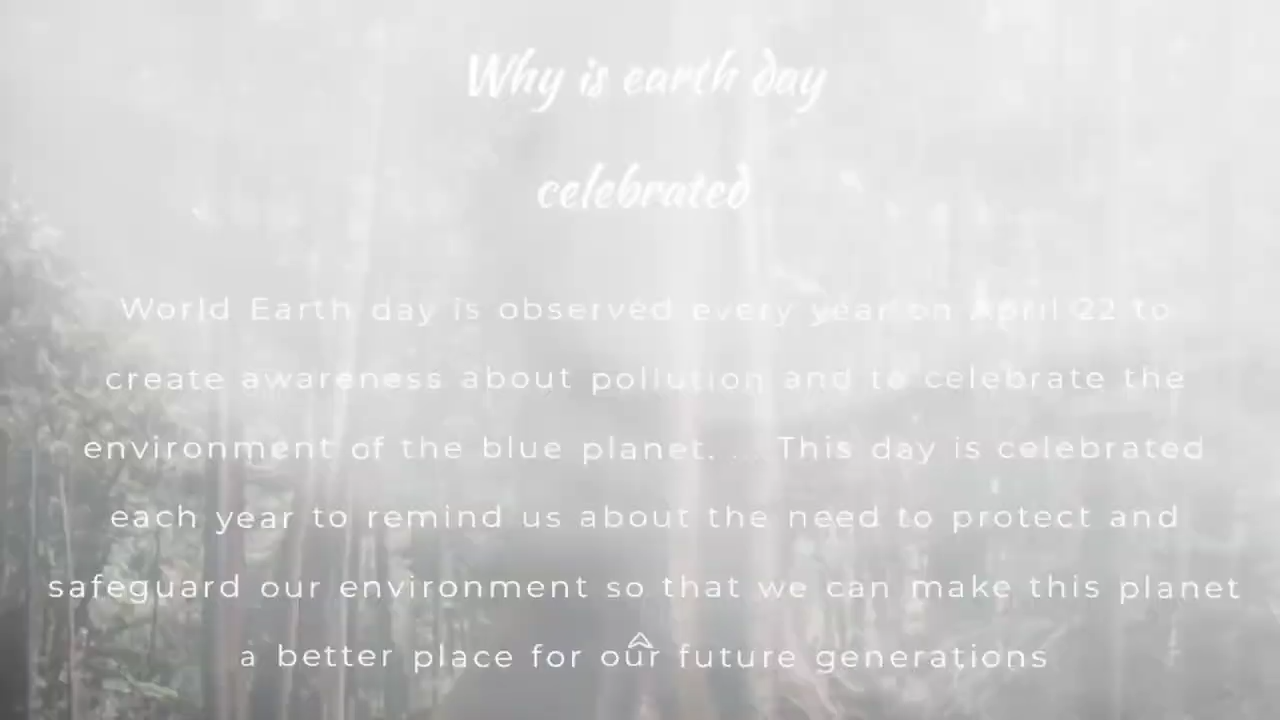 Why is earth day
celebrated
World Earth day is observed every year on April 22 to
create awareness about pollution and to celebrate the
environment of the blue planet. ... This day is celebrated
each year to remind us about the need to protect and
safeguard our environment so that we can make this planet
a better place for our future generations